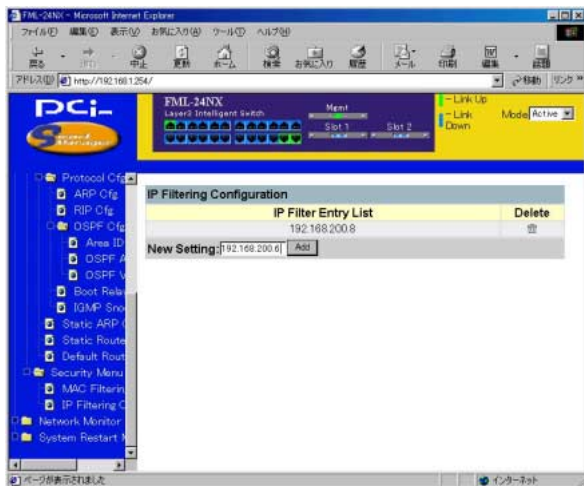 FML-24NX - Microsoft Internet Explorer
ファイル(F) 編集(E) 表示(V) お気に入り(A) ツール(T) ヘルプ(H)
戻る 進む 中止 更新 ホーム 検索 お気に入り 履歴 メール 印刷 編集
アドレス(D) http://192.168.1.254/ 移動 リンク »
PCi
FML-24NX
Layer3 Intelligent Switch
Mgmt
Slot 1 Slot 2
Link Up
Link Down
Mode Active
Protocol Cfg
ARP Cfg
RIP Cfg
OSPF Cfg
Area ID
OSPF A
OSPF V
Boot Relay
IGMP Snoo
Static ARP
Static Route
Default Rout
Security Menu
MAC Filterin
IP Filtering C
Network Monitor
System Restart M
IP Filtering Configuration
IP Filter Entry List Delete
192.168.200.8
New Setting: 192.168.200.6 Add
ページが表示されました インターネット